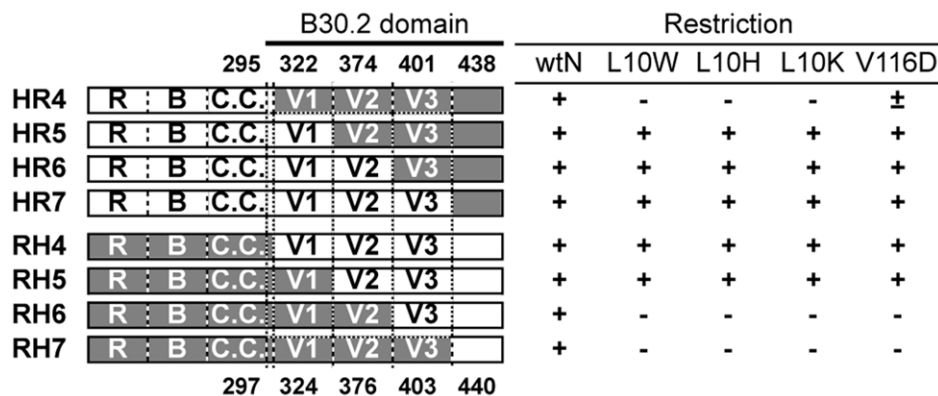 B30.2 domain Restriction
295 322 374 401 438 wtN L10W L10H L10K V116D
HR4 R B C.C. V1 V2 V3 + - - - ±
HR5 R B C.C. V1 V2 V3 + + + + +
HR6 R B C.C. V1 V2 V3 + + + + +
HR7 R B C.C. V1 V2 V3 + + + + +
RH4 R B C.C. V1 V2 V3 + + + + +
RH5 R B C.C. V1 V2 V3 + + + + +
RH6 R B C.C. V1 V2 V3 + - - - -
RH7 R B C.C. V1 V2 V3 + - - - -
297 324 376 403 440